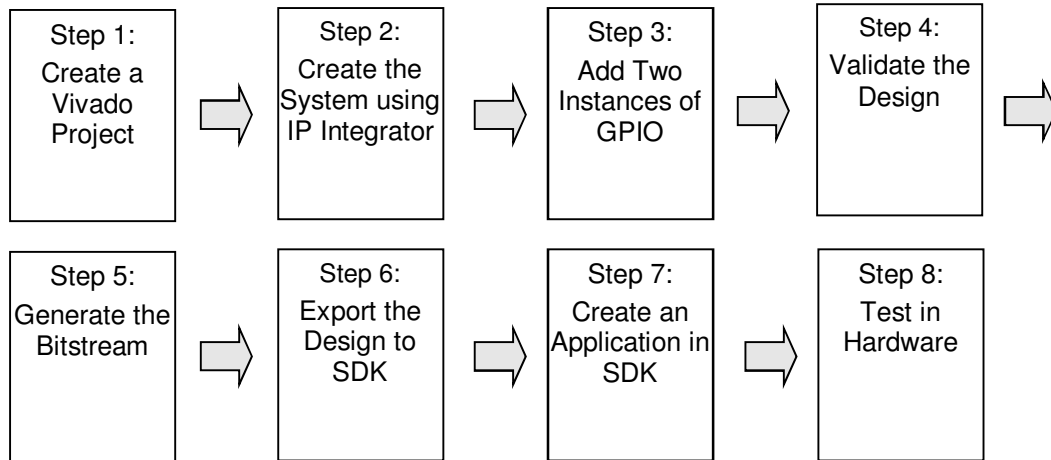 Step 1:
Create a
Vivado
Project
Step 2:
Create the
System using
IP Integrator
Step 3:
Add Two
Instances of
GPIO
Step 4:
Validate the
Design
Step 5:
Generate the
Bitstream
Step 6:
Export the
Design to
SDK
Step 7:
Create an
Application in
SDK
Step 8:
Test in
Hardware